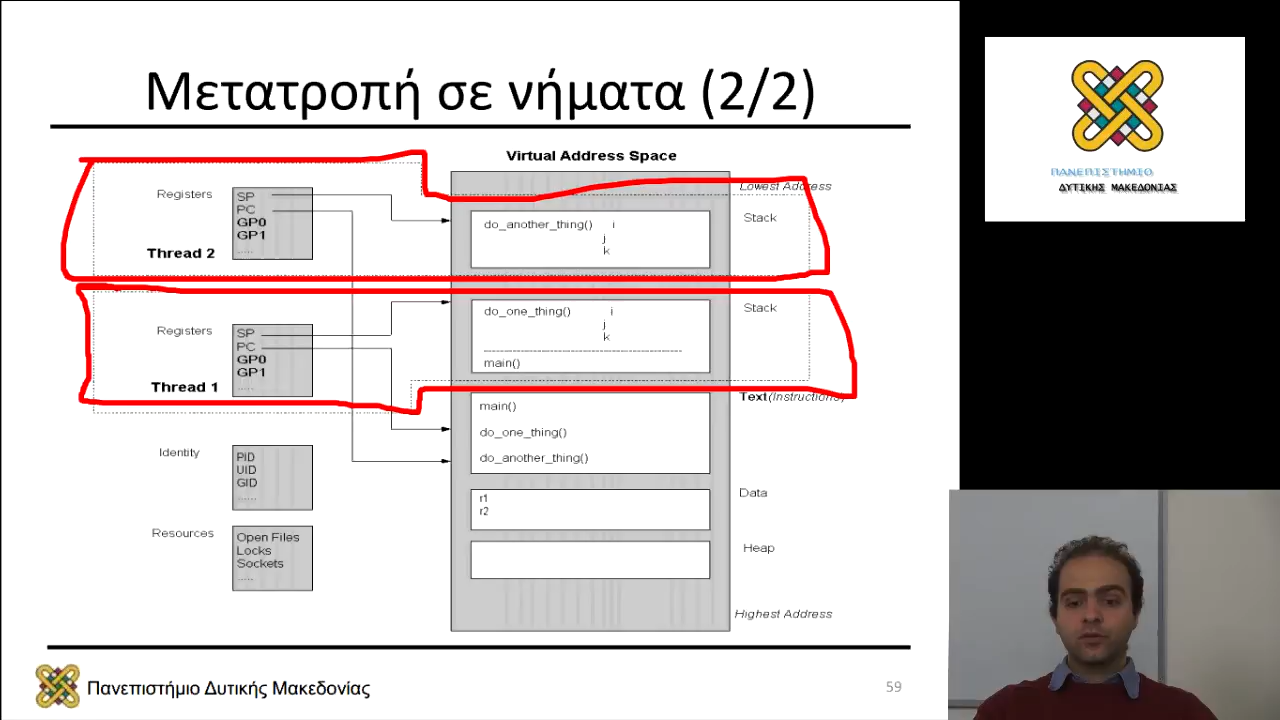 Μετατροπή σε νήματα (2/2)
Virtual Address Space
Lowest Address
Registers
SP
PC
GP0
GP1
.....
Thread 2
do_another_thing() i
j
k
Stack
Registers
SP
PC
GP0
GP1
.....
Thread 1
do_one_thing() i
j
k
main()
Stack
Text(Instructions)
main()
do_one_thing()
do_another_thing()
Identity
PID
UID
GID
......
r1
r2
Data
Resources
Open Files
Locks
Sockets
.....
Heap
Highest Address
Πανεπιστήμιο Δυτικής Μακεδονίας
59
ΠΑΝΕΠΙΣΤΗΜΙΟ
ΔΥΤΙΚΗΣ ΜΑΚΕΔΟΝΙΑΣ